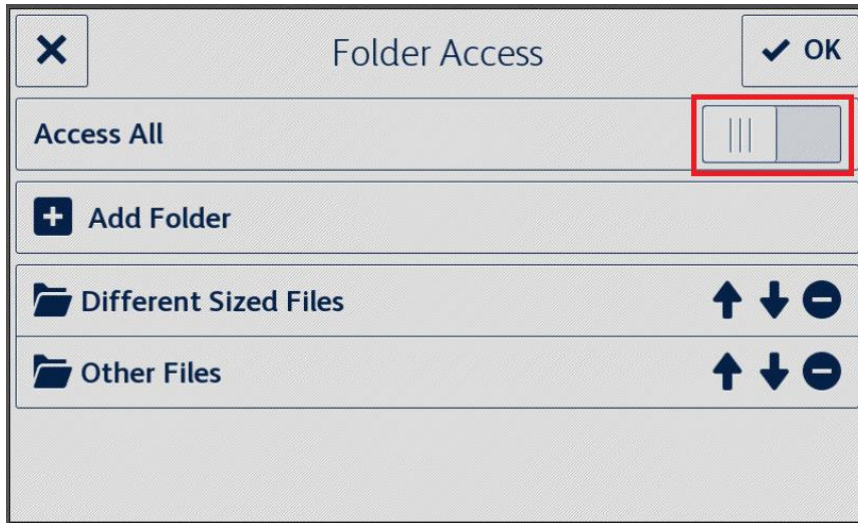 Folder Access
OK
Access All
Add Folder
Different Sized Files
Other Files